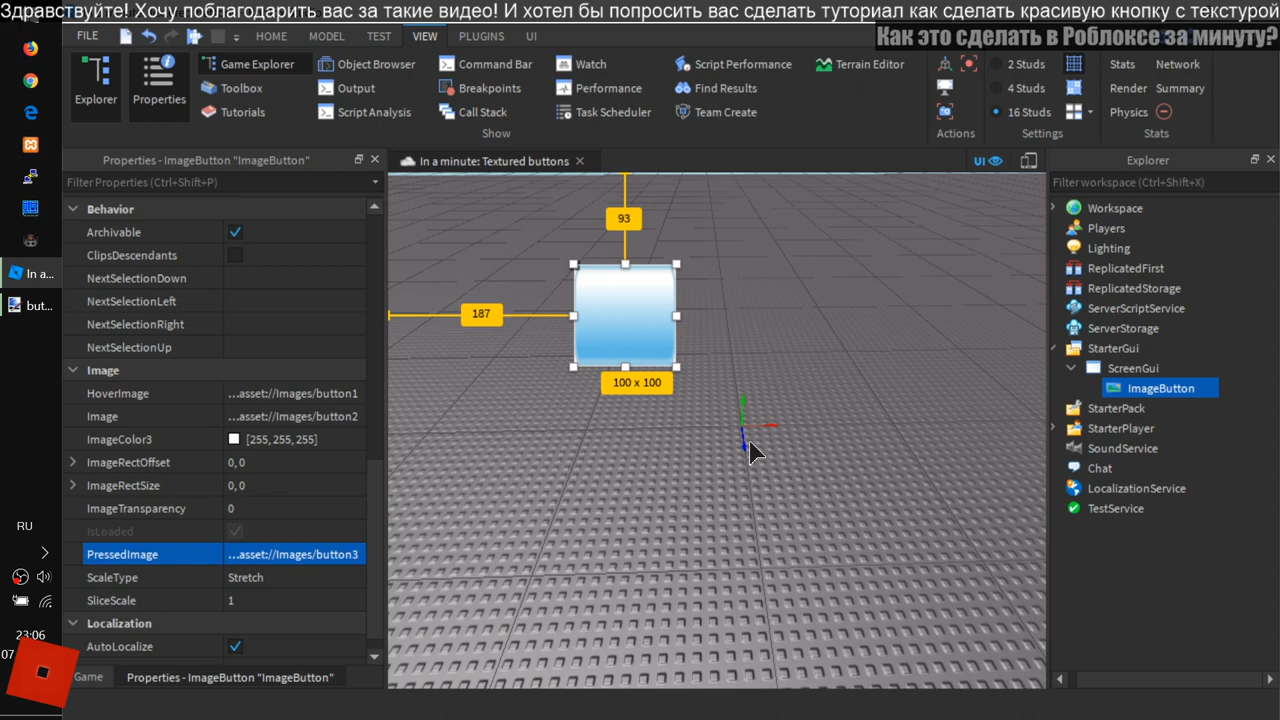 Здравствуйте! Хочу поблагодарить вас за такие видео! И хотел бы попросить вас сделать туториал как сделать красивую кнопку с текстурой
Как это сделать в Роблоксе за минуту?
FILE HOME MODEL TEST VIEW PLUGINS UI
Explorer
Properties
Game Explorer
Toolbox
Tutorials
Object Browser
Output
Script Analysis
Command Bar
Breakpoints
Call Stack
Watch
Performance
Task Scheduler
Script Performance
Find Results
Team Create
Terrain Editor
Show
Actions
2 Studs
4 Studs
16 Studs
Settings
Stats Network
Render Summary
Physics
Stats
Properties - ImageButton "ImageButton"
Filter Properties (Ctrl+Shift+P)
Behavior
Archivable
ClipsDescendants
NextSelectionDown
NextSelectionLeft
NextSelectionRight
NextSelectionUp
Image
HoverImage ...asset://Images/button1
Image ...asset://Images/button2
ImageColor3 [255, 255, 255]
ImageRectOffset 0, 0
ImageRectSize 0, 0
ImageTransparency 0
IsLoaded
PressedImage ...asset://Images/button3
ScaleType Stretch
SliceScale 1
Localization
AutoLocalize
Game Properties - ImageButton "ImageButton"
In a minute: Textured buttons
UI
93
187
100 x 100
Explorer
Filter workspace (Ctrl+Shift+X)
Workspace
Players
Lighting
ReplicatedFirst
ReplicatedStorage
ServerScriptService
ServerStorage
StarterGui
ScreenGui
ImageButton
StarterPack
StarterPlayer
SoundService
Chat
LocalizationService
TestService
In a...
but...
RU
23:06
07